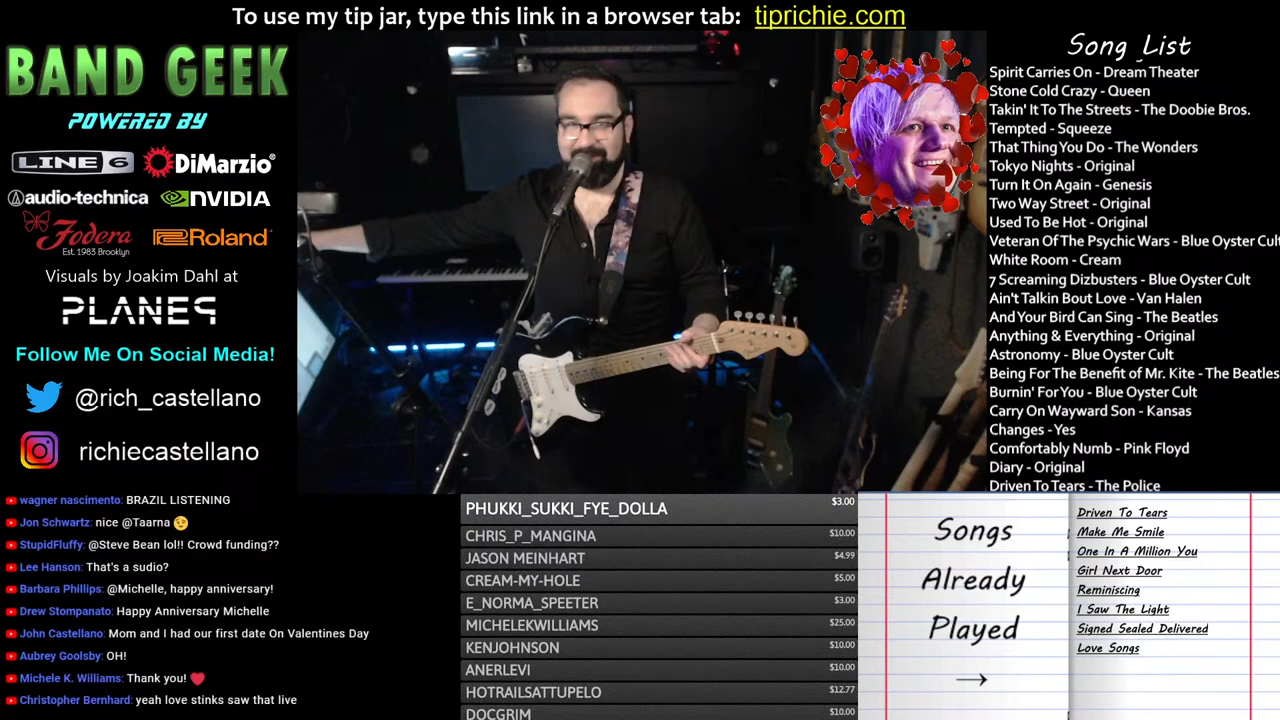 To use my tip jar, type this link in a browser tab: tiprichie.com
BAND GEEK
POWERED BY
LINE 6
DiMarzio
audio-technica
NVIDIA
Fodera
Est. 1983 Brooklyn
Roland
Visuals by Joakim Dahl at
PLANES
Follow Me On Social Media!
@rich_castellano
richiecastellano
wagner nascimento: BRAZIL LISTENING
Jon Schwartz: nice @Taarna 😉
StupidFluffy: @Steve Bean lol!! Crowd funding??
Lee Hanson: That's a sudio?
Barbara Phillips: @Michelle, happy anniversary!
Drew Stompanato: Happy Anniversary Michelle
John Castellano: Mom and I had our first date On Valentines Day
Aubrey Goolsby: OH!
Michele K. Williams: Thank you! ❤
Christopher Bernhard: yeah love stinks saw that live
PHUKKI_SUKKI_FYE_DOLLA $3.00
CHRIS_P_MANGINA $10.00
JASON MEINHART $4.99
CREAM-MY-HOLE $5.00
E_NORMA_SPEETER $3.00
MICHELEKWILLIAMS $25.00
KENJOHNSON $10.00
ANERLEVI $10.00
HOTRAILSATTUPELO $12.77
DOCGRIM $10.00
Song List
Spirit Carries On - Dream Theater
Stone Cold Crazy - Queen
Takin' It To The Streets - The Doobie Bros.
Tempted - Squeeze
That Thing You Do - The Wonders
Tokyo Nights - Original
Turn It On Again - Genesis
Two Way Street - Original
Used To Be Hot - Original
Veteran Of The Psychic Wars - Blue Oyster Cult
White Room - Cream
7 Screaming Dizbusters - Blue Oyster Cult
Ain't Talkin Bout Love - Van Halen
And Your Bird Can Sing - The Beatles
Anything & Everything - Original
Astronomy - Blue Oyster Cult
Being For The Benefit of Mr. Kite - The Beatles
Burnin' For You - Blue Oyster Cult
Carry On Wayward Son - Kansas
Changes - Yes
Comfortably Numb - Pink Floyd
Diary - Original
Driven To Tears - The Police
Songs
Already
Played
→
Driven To Tears
Make Me Smile
One In A Million You
Girl Next Door
Reminiscing
I Saw The Light
Signed Sealed Delivered
Love Songs